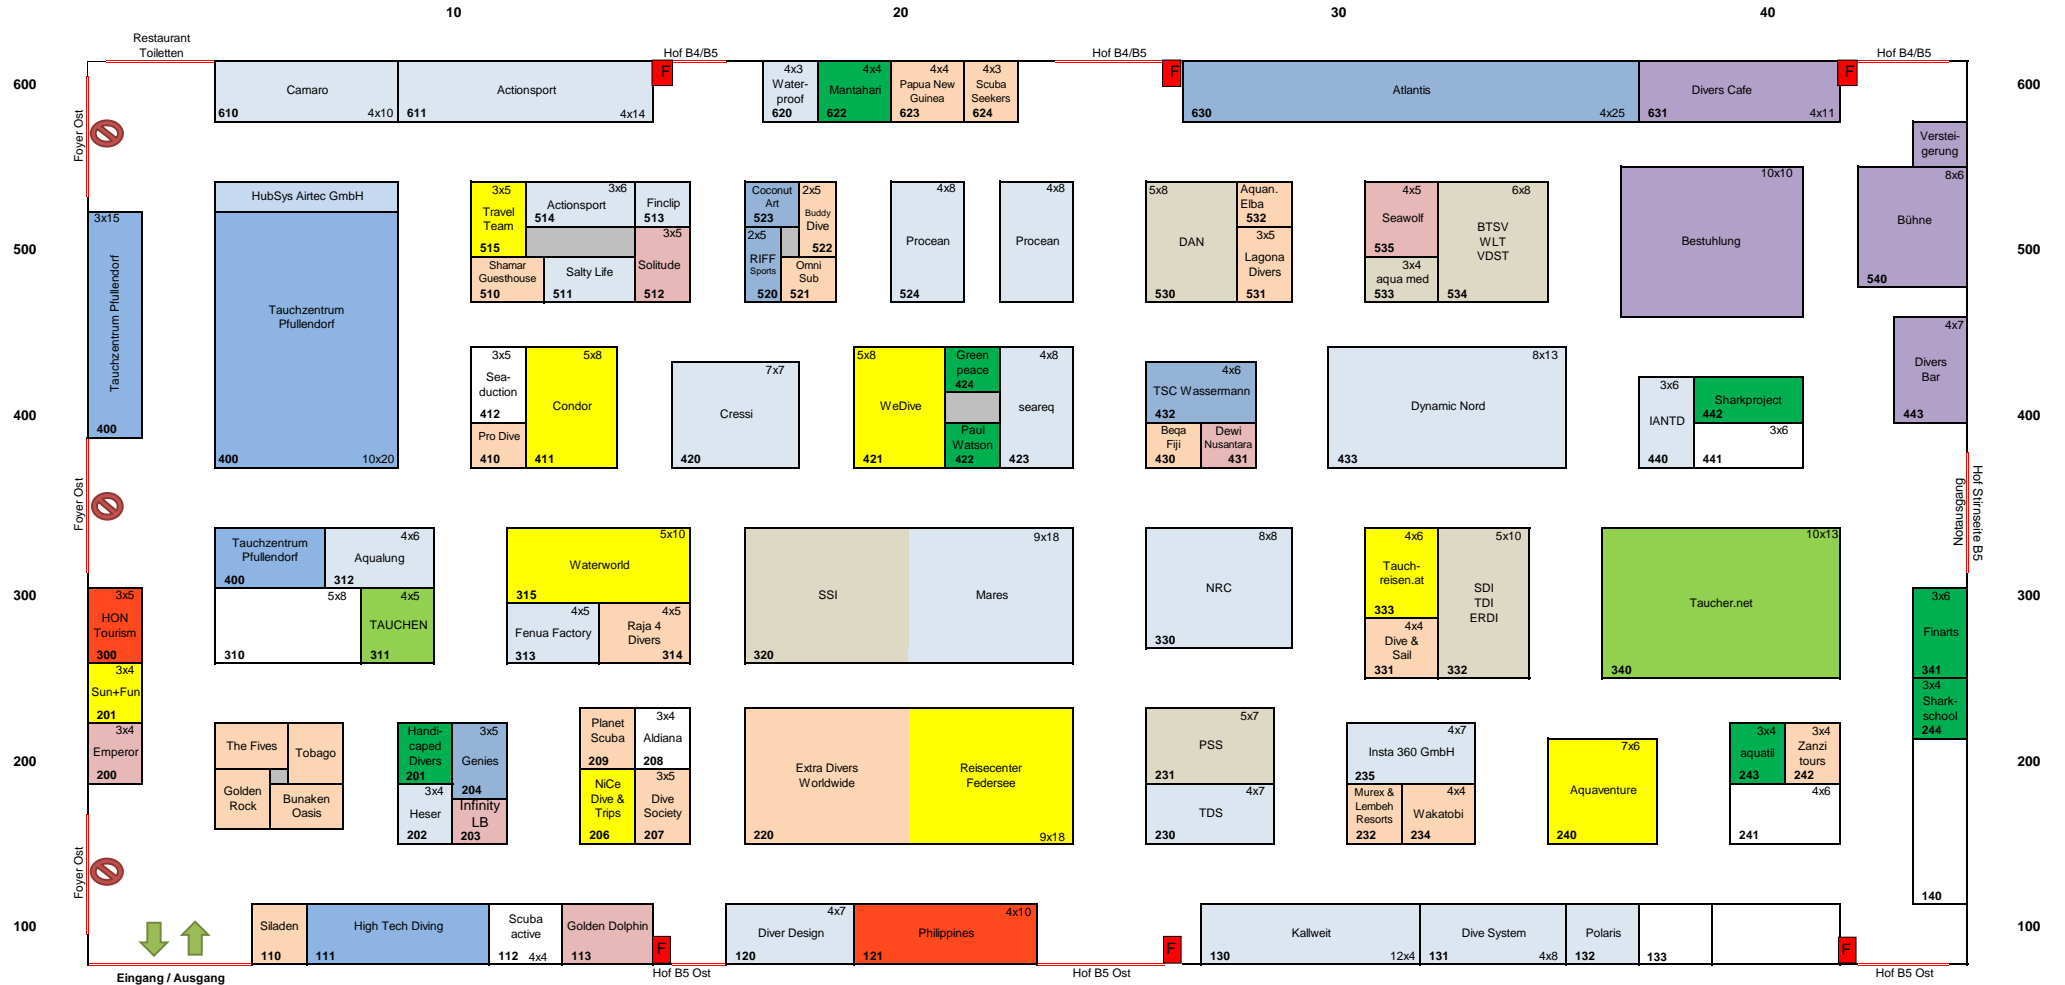 10 20 30 40
Restaurant
Toiletten
Hof B4/B5
Hof B4/B5
Hof B4/B5
600
Foyer Ost
Camaro
610 4x10
Actionsport
611 4x14
F
4x3
Water-
proof
620
4x4
Mantahari
622
4x4
Papua New
Guinea
623
4x3
Scuba
Seekers
624
F
Atlantis
630 4x25
Divers Cafe
631 4x11
F
600
Verstei-
gerung
500
3x15
Tauchzentrum Pfullendorf
400
HubSys Airtec GmbH
Tauchzentrum
Pfullendorf
400 10x20
3x5
Travel
Team
515
3x6
Actionsport
514
Finclip
513
Shamar
Guesthouse
510
Salty Life
511
3x5
Solitude
512
Coconut
Art
523
2x5
Buddy
Dive
522
2x5
RIFF
Sports
520
Omni
Sub
521
4x8
Procean
524
4x8
Procean
5x8
DAN
530
Aquan.
Elba
532
3x5
Lagona
Divers
531
4x5
Seawolf
535
3x4
aqua med
533
6x8
BTSV
WLT
VDST
534
10x10
Bestuhlung
8x6
Bühne
540
500
400
3x5
Sea-
duction
412
Pro Dive
410
5x8
Condor
411
7x7
Cressi
420
5x8
WeDive
421
Green
peace
424
Paul
Watson
422
4x8
seareq
423
4x6
TSC Wassermann
432
Beqa
Fiji
430
Dewi
Nusantara
431
8x13
Dynamic Nord
433
3x6
IANTD
440
Sharkproject
442
3x6
441
4x7
Divers
Bar
443
400
Foyer Ost
Notausgang
Hof Stirnseite B5
Tauchzentrum
Pfullendorf
400
4x6
Aqualung
312
5x8
310
4x5
TAUCHEN
311
5x10
Waterworld
315
4x5
Fenua Factory
313
4x5
Raja 4
Divers
314
SSI
320
9x18
Mares
8x8
NRC
330
4x6
Tauch-
reisen.at
333
4x4
Dive &
Sail
331
5x10
SDI
TDI
ERDI
332
10x13
Taucher.net
340
300
3x5
HON
Tourism
300
3x4
Sun+Fun
201
3x4
Emperor
200
3x6
Finarts
341
3x4
Shark-
school
244
300
200
The Fives
Tobago
Golden
Rock
Bunaken
Oasis
Handi-
caped
Divers
201
3x5
Genies
204
3x4
Heser
202
Infinity
LB
203
Planet
Scuba
209
3x4
Aldiana
208
NiCe
Dive &
Trips
206
3x5
Dive
Society
207
Extra Divers
Worldwide
220
Reisecenter
Federsee
9x18
5x7
PSS
231
4x7
TDS
230
4x7
Insta 360 GmbH
235
Murex &
Lembeh
Resorts
232
4x4
Wakatobi
234
7x6
Aquaventure
240
3x4
aquatil
243
3x4
Zanzi
tours
242
4x6
241
140
200
Foyer Ost
100
Eingang / Ausgang
Siladen
110
High Tech Diving
111
Scuba
active
112 4x4
Golden Dolphin
113
F
Hof B5 Ost
4x7
Diver Design
120
4x10
Philippines
121
F
Hof B5 Ost
Kallweit
130 12x4
Dive System
131 4x8
Polaris
132
133
F
Hof B5 Ost
100